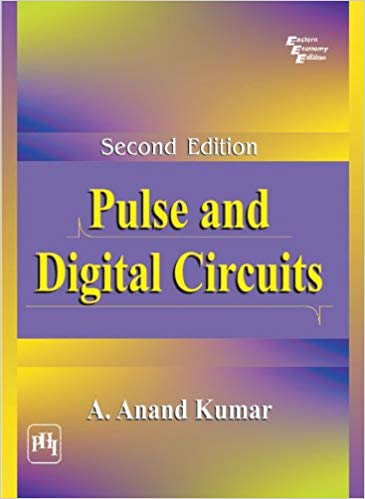 Eastern
Economy
Edition
Second Edition
Pulse and
Digital Circuits
A. Anand Kumar
PHI